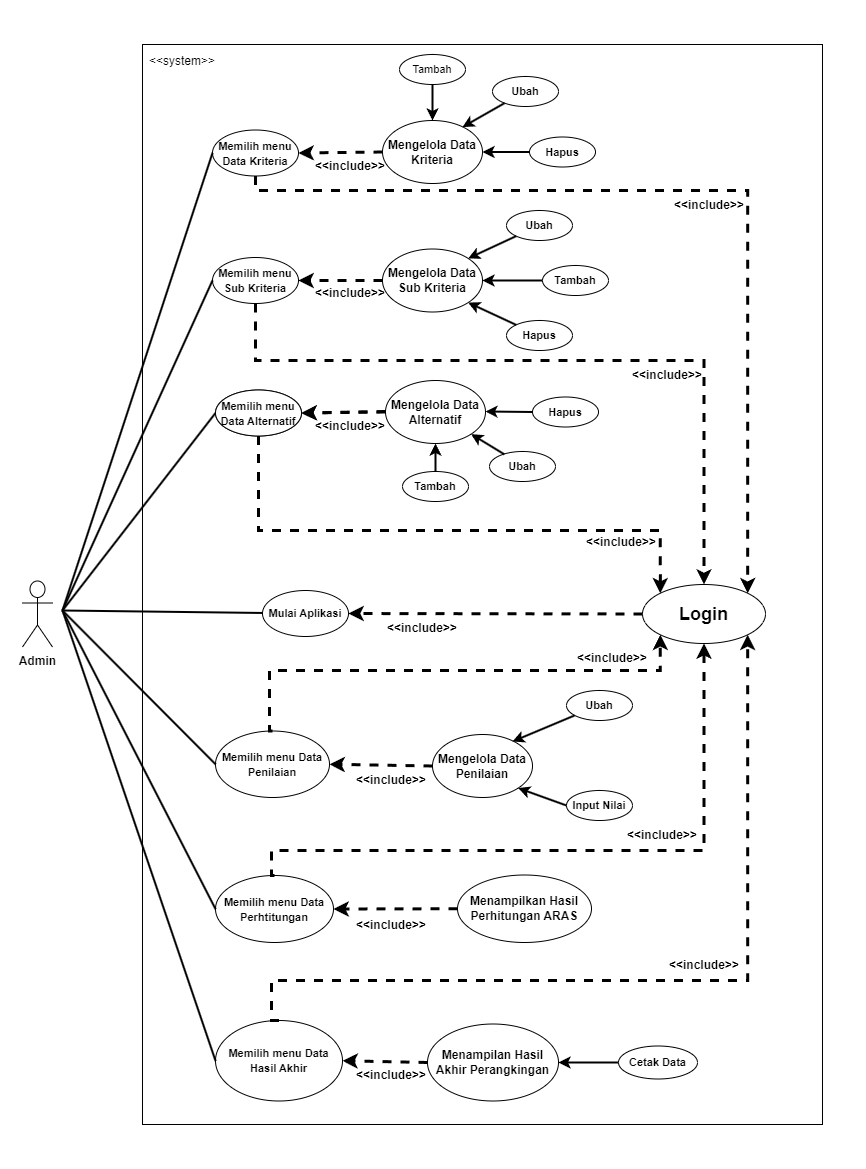 <<system>>
Tambah
Ubah
Mengelola Data
Kriteria
Hapus
Memilih menu
Data Kriteria
<<include>>
<<include>>
Ubah
Memilih menu
Sub Kriteria
<<include>>
Mengelola Data
Sub Kriteria
Tambah
Hapus
<<include>>
Memilih menu
Data Alternatif
<<include>>
Mengelola Data
Alternatif
Hapus
Ubah
Tambah
<<include>>
Admin
Mulai Aplikasi
<<include>>
Login
<<include>>
Ubah
Memilih menu Data
Penilaian
<<include>>
Mengelola Data
Penilaian
Input Nilai
<<include>>
Memilih menu Data
Perhtitungan
<<include>>
Menampilkan Hasil
Perhitungan ARAS
<<include>>
Memilih menu Data
Hasil Akhir
<<include>>
Menampilan Hasil
Akhir Perangkingan
Cetak Data